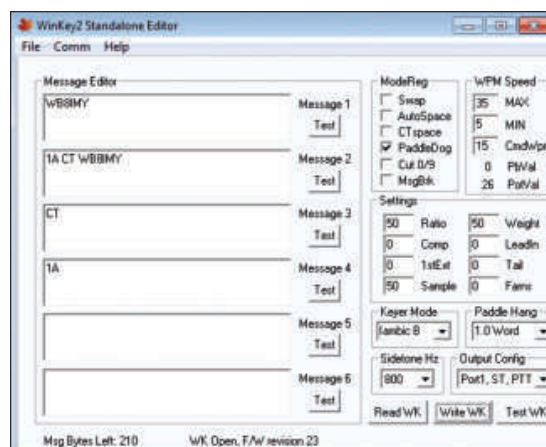 WinKey2 Standalone Editor
File Comm Help
Message Editor
WB8IMY
Message 1
Test
1A CT WB8IMY
Message 2
Test
CT
Message 3
Test
1A
Message 4
Test
Message 5
Test
Message 6
Test
Msg Bytes Left: 210
WK Open, F/W revision 23
ModeReg
Swap
AutoSpace
CTspace
PaddleDog
Cut 0/9
MsgBrk
WPM Speed
35 MAX
5 MIN
15 CmdWpm
0 PbVal
26 PotVal
Settings
50 Ratio 50 Weight
0 Comp 0 LeadIn
0 1stExt 0 Tail
50 Sample 0 Farns
Keyer Mode
Iambic B
Paddle Hang
1.0 Word
Sidetone Hz
800
Output Config
Port1, ST, PTT
Read WK Write WK Test WK